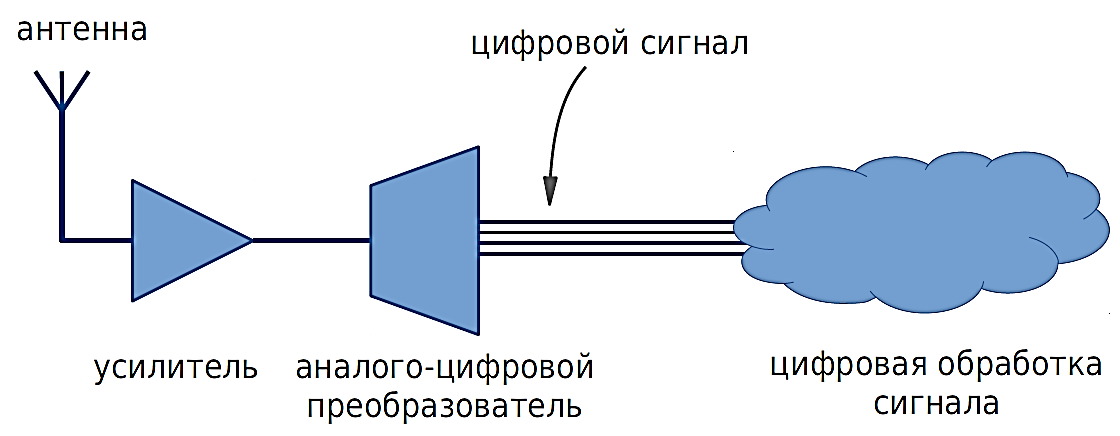 антенна
цифровой сигнал
усилитель
аналого-цифровой
преобразователь
цифровая обработка
сигнала